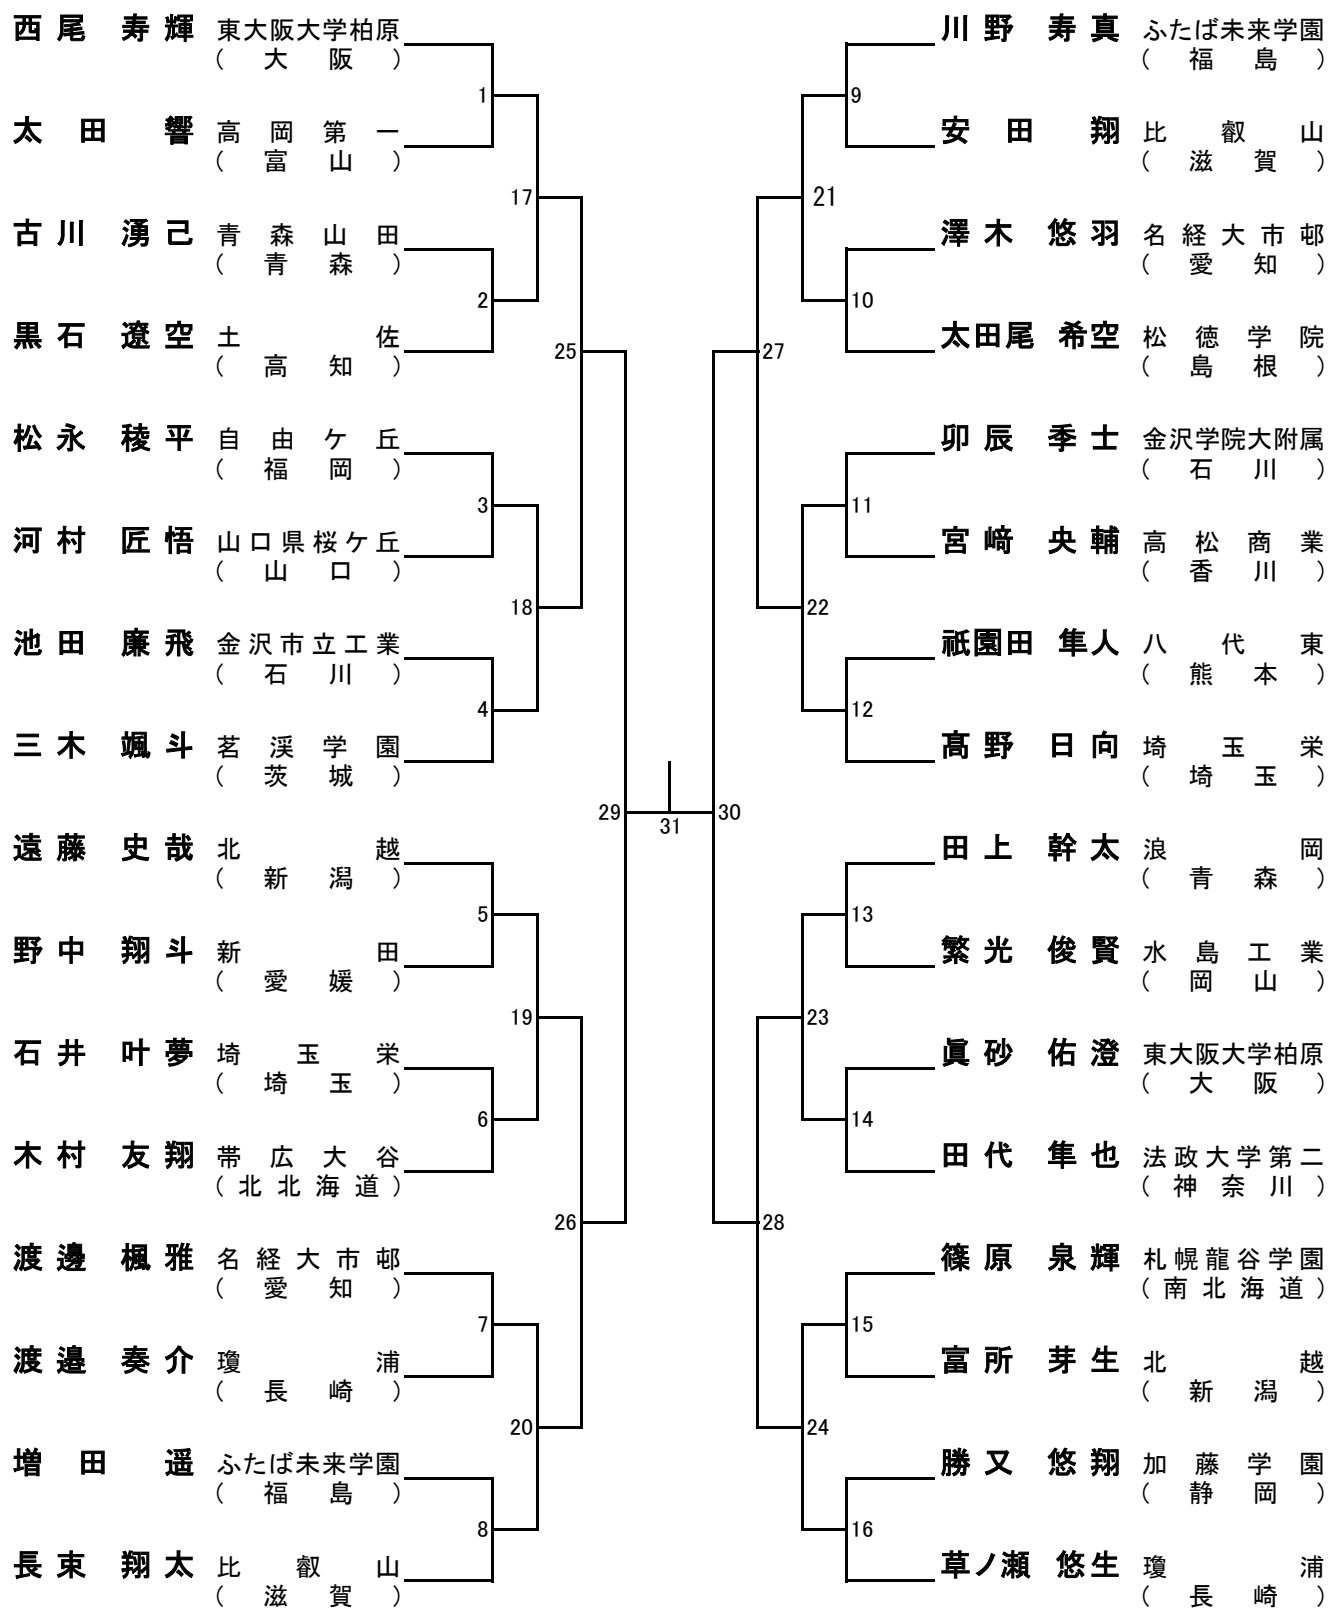 西尾 寿輝 東大阪大学柏原
(大阪)
1
太田 響 高岡第一
(富山)
17
古川 湧己 青森山田
(青森)
2
黒石 遼空 土佐
(高知)
25
松永 稜平 自由ケ丘
(福岡)
3
河村 匠悟 山口県桜ケ丘
(山口)
18
池田 廉飛 金沢市立工業
(石川)
4
三木 颯斗 茗渓学園
(茨城)
29
31
遠藤 史哉 北越
(新潟)
5
野中 翔斗 新田
(愛媛)
19
石井 叶夢 埼玉栄
(埼玉)
6
木村 友翔 帯広大谷
(北北海道)
26
渡邊 楓雅 名経大市邨
(愛知)
7
渡邉 奏介 瓊浦
(長崎)
20
増田 遥 ふたば未来学園
(福島)
8
長束 翔太 比叡山
(滋賀)
川野 寿真 ふたば未来学園
(福島)
9
安田 翔 比叡山
(滋賀)
21
澤木 悠羽 名経大市邨
(愛知)
10
太田尾 希空 松徳学院
(島根)
27
卯辰 季士 金沢学院大附属
(石川)
11
宮﨑 央輔 高松商業
(香川)
22
祇園田 隼人 八代東
(熊本)
12
髙野 日向 埼玉栄
(埼玉)
30
田上 幹太 浪岡
(青森)
13
繁光 俊賢 水島工業
(岡山)
23
眞砂 佑澄 東大阪大学柏原
(大阪)
14
田代 隼也 法政大学第二
(神奈川)
28
篠原 泉輝 札幌龍谷学園
(南北海道)
15
富所 芽生 北越
(新潟)
24
勝又 悠翔 加藤学園
(静岡)
16
草ノ瀬 悠生 瓊浦
(長崎)